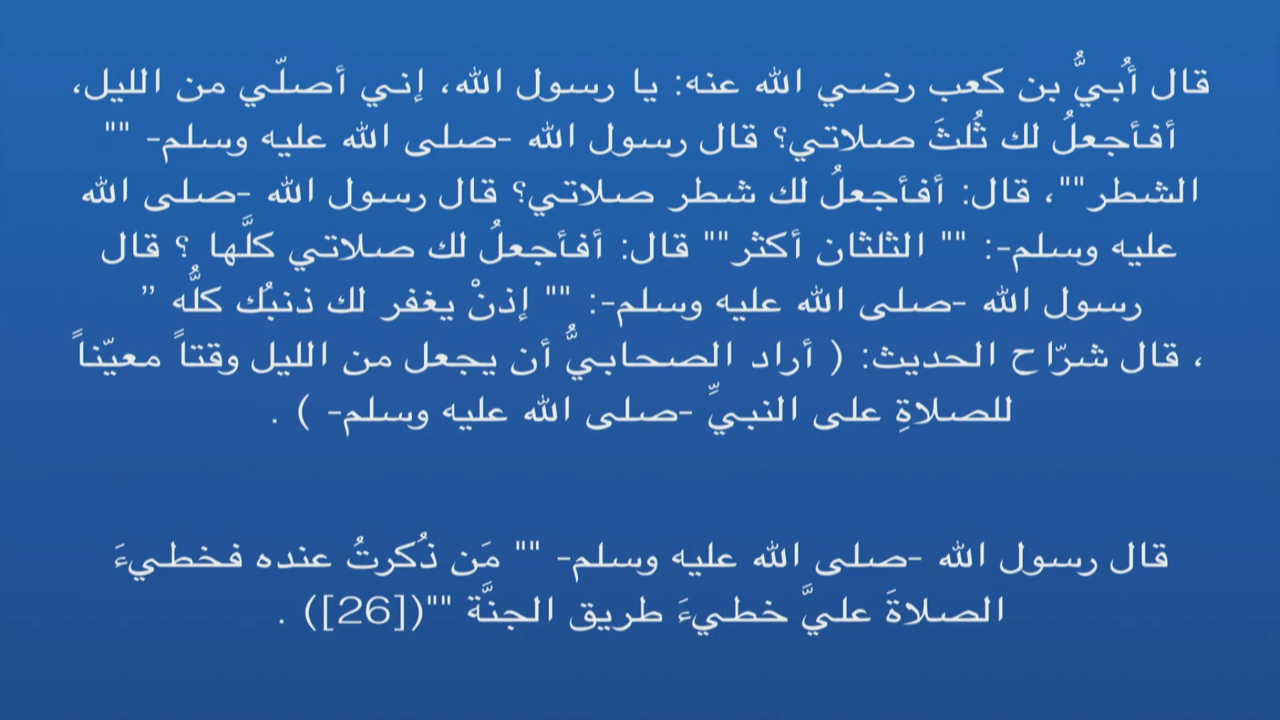 قال أُبيُّ بن كعب رضي الله عنه: يا رسول الله، إني أصلّي من الليل،
أفأجعلُ لك ثُلثَ صلاتي؟ قال رسول الله -صلى الله عليه وسلم- ""
الشطر""، قال: أفأجعلُ لك شطر صلاتي؟ قال رسول الله -صلى الله
عليه وسلم-: "" الثلثان أكثر"" قال: أفأجعلُ لك صلاتي كلَّها ؟ قال
رسول الله -صلى الله عليه وسلم-: "" إذنْ يغفر لك ذنبُك كلُّه ”
، قال شرّاح الحديث: ( أراد الصحابيُّ أن يجعل من الليل وقتاً معيّناً
للصلاةِ على النبيِّ -صلى الله عليه وسلم- ) .
قال رسول الله -صلى الله عليه وسلم- "" مَن ذُكرتُ عنده فخطيءَ
الصلاةَ عليَّ خطيءَ طريق الجنَّة ""([26]) .